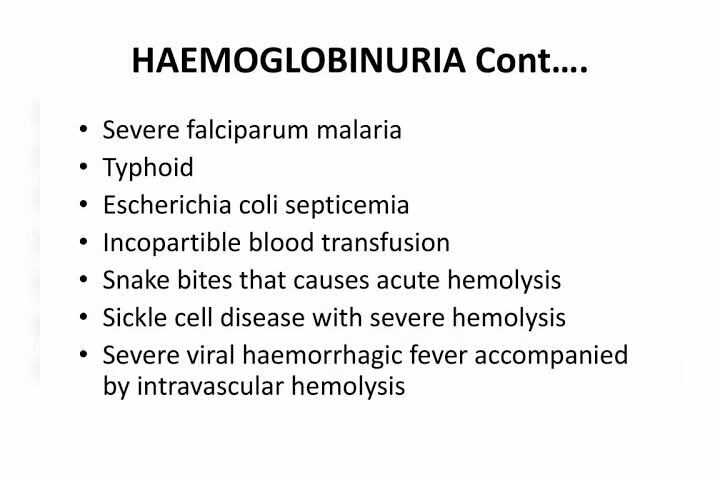 HAEMOGLOBINURIA Cont....
• Severe falciparum malaria
• Typhoid
• Escherichia coli septicemia
• Incopartible blood transfusion
• Snake bites that causes acute hemolysis
• Sickle cell disease with severe hemolysis
• Severe viral haemorrhagic fever accompanied
by intravascular hemolysis